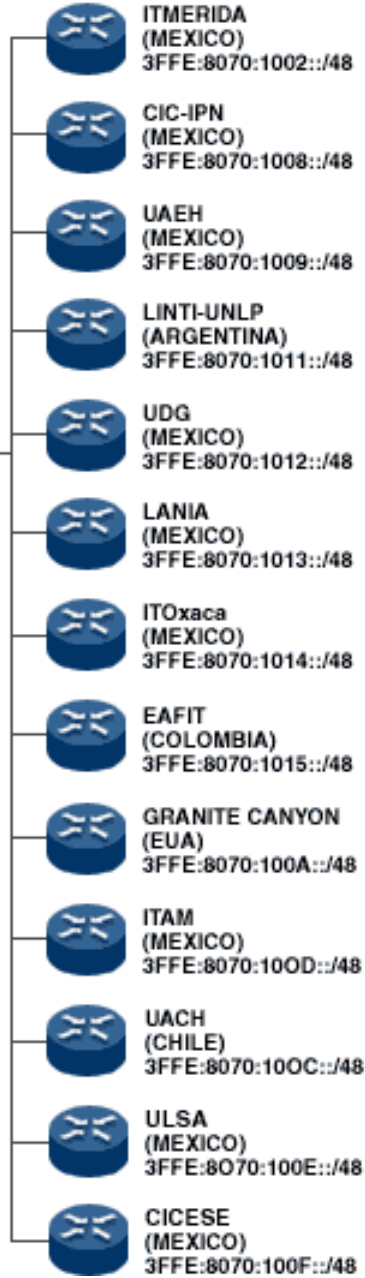 ITMERIDA
(MEXICO)
3FFE:8070:1002::/48
CIC-IPN
(MEXICO)
3FFE:8070:1008::/48
UAEH
(MEXICO)
3FFE:8070:1009::/48
LINTI-UNLP
(ARGENTINA)
3FFE:8070:1011::/48
UDG
(MEXICO)
3FFE:8070:1012::/48
LANIA
(MEXICO)
3FFE:8070:1013::/48
ITOxaca
(MEXICO)
3FFE:8070:1014::/48
EAFIT
(COLOMBIA)
3FFE:8070:1015::/48
GRANITE CANYON
(EUA)
3FFE:8070:100A::/48
ITAM
(MEXICO)
3FFE:8070:10OD::/48
UACH
(CHILE)
3FFE:8070:10OC::/48
ULSA
(MEXICO)
3FFE:8O70:100E::/48
CICESE
(MEXICO)
3FFE:8070:100F::/48